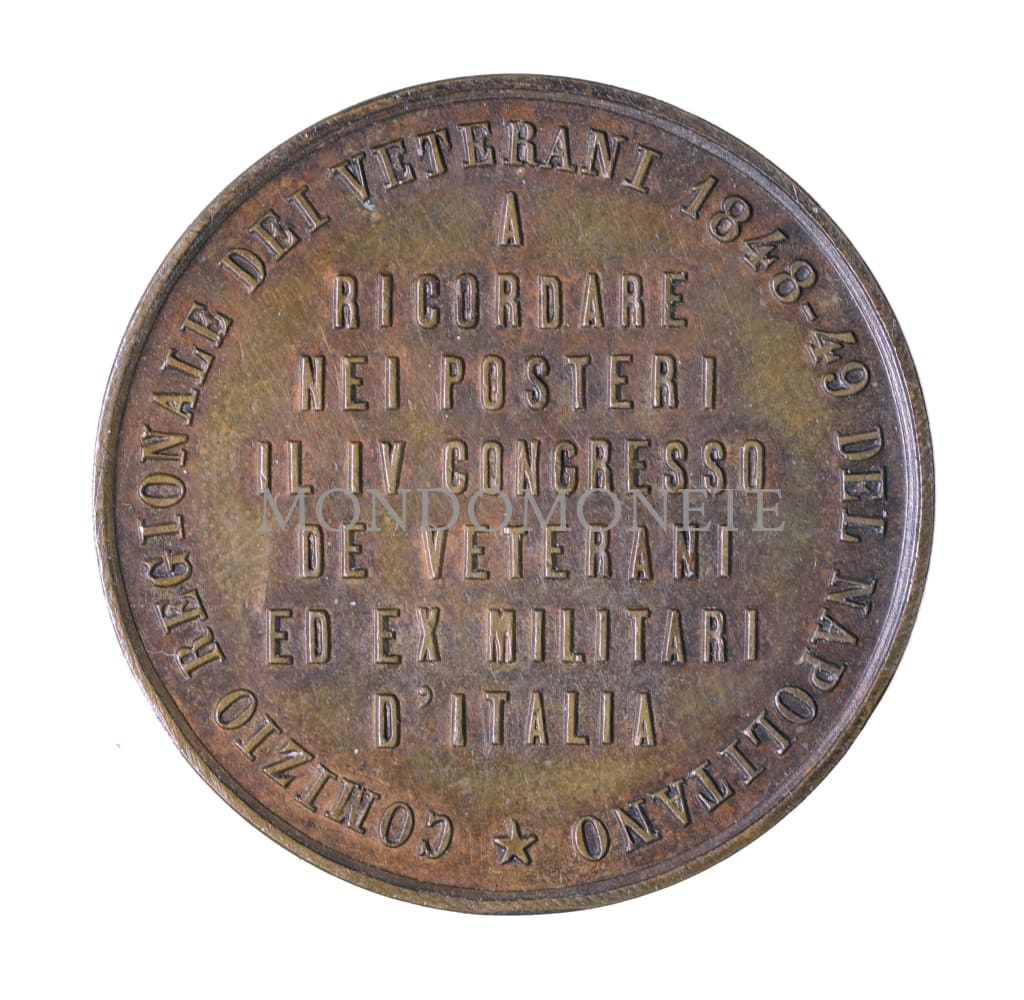 COMIZIO REGIONALE DEI VETERANI 1848-49 DEL NAPOLITANO
A
RICORDARE
NEI POSTERI
IL IV CONGRESSO
MONDOMONETE
DE VETERANI
ED EX MILITARI
D'ITALIA